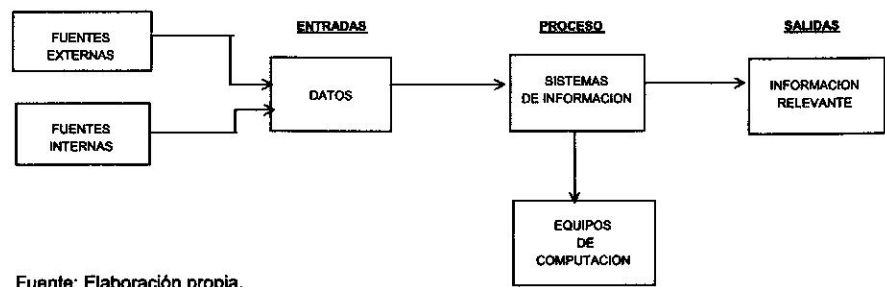 FUENTES
EXTERNAS
FUENTES
INTERNAS
ENTRADAS
DATOS
PROCESO
SISTEMAS
DE INFORMACION
EQUIPOS
DE
COMPUTACION
SALIDAS
INFORMACION
RELEVANTE
Fuente: Elaboración propia.